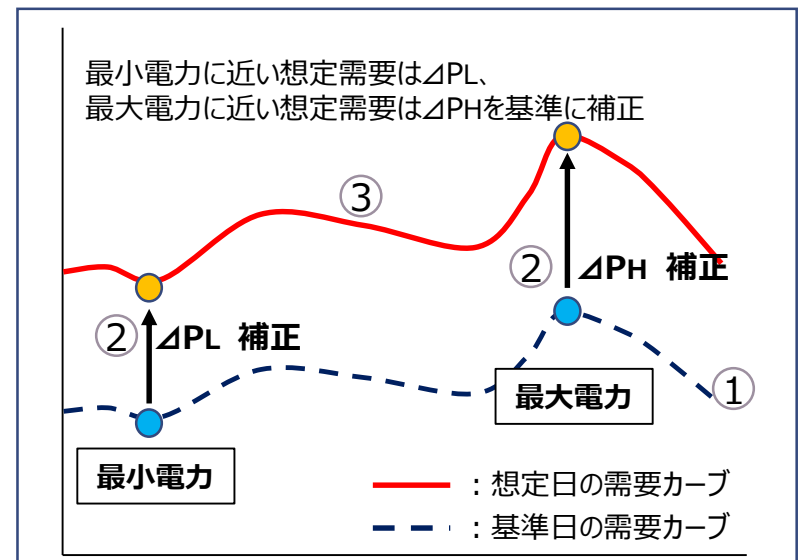 最小電力に近い想定需要は⊿PL、
最大電力に近い想定需要は⊿PHを基準に補正
③
② ⊿PH 補正
② ⊿PL 補正
①
最大電力
最小電力
：想定日の需要カーブ
：基準日の需要カーブ